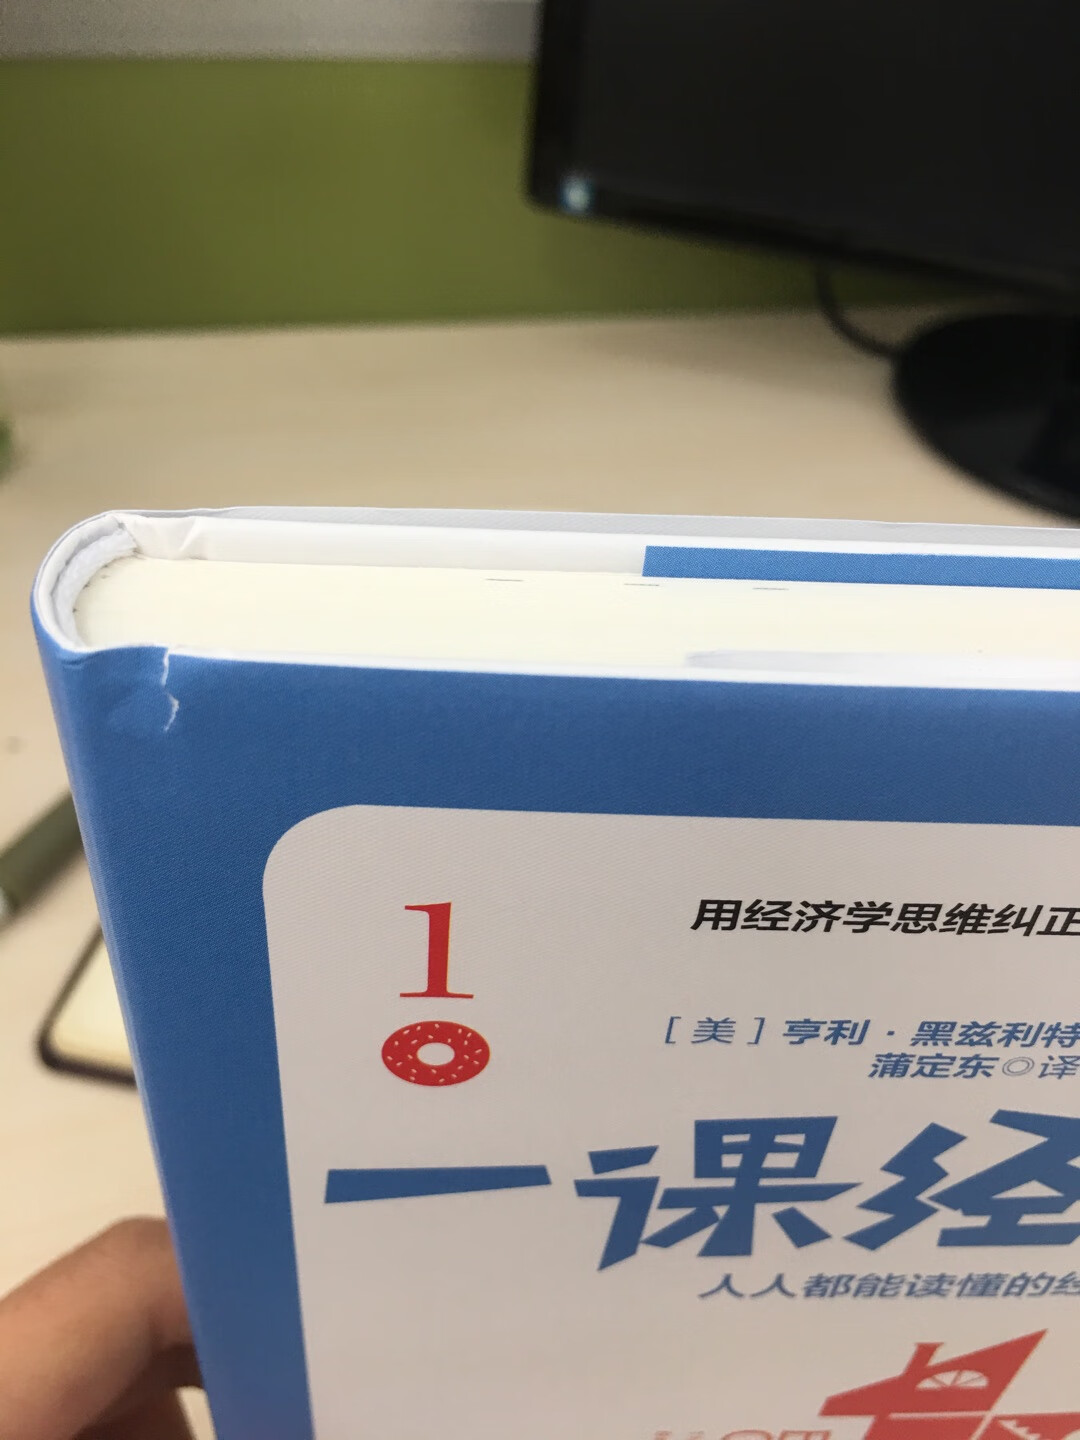 1
用经济学思维纠正
[美]亨利·黑兹利特
蒲定东◎译
一课经
人人都能读懂的经